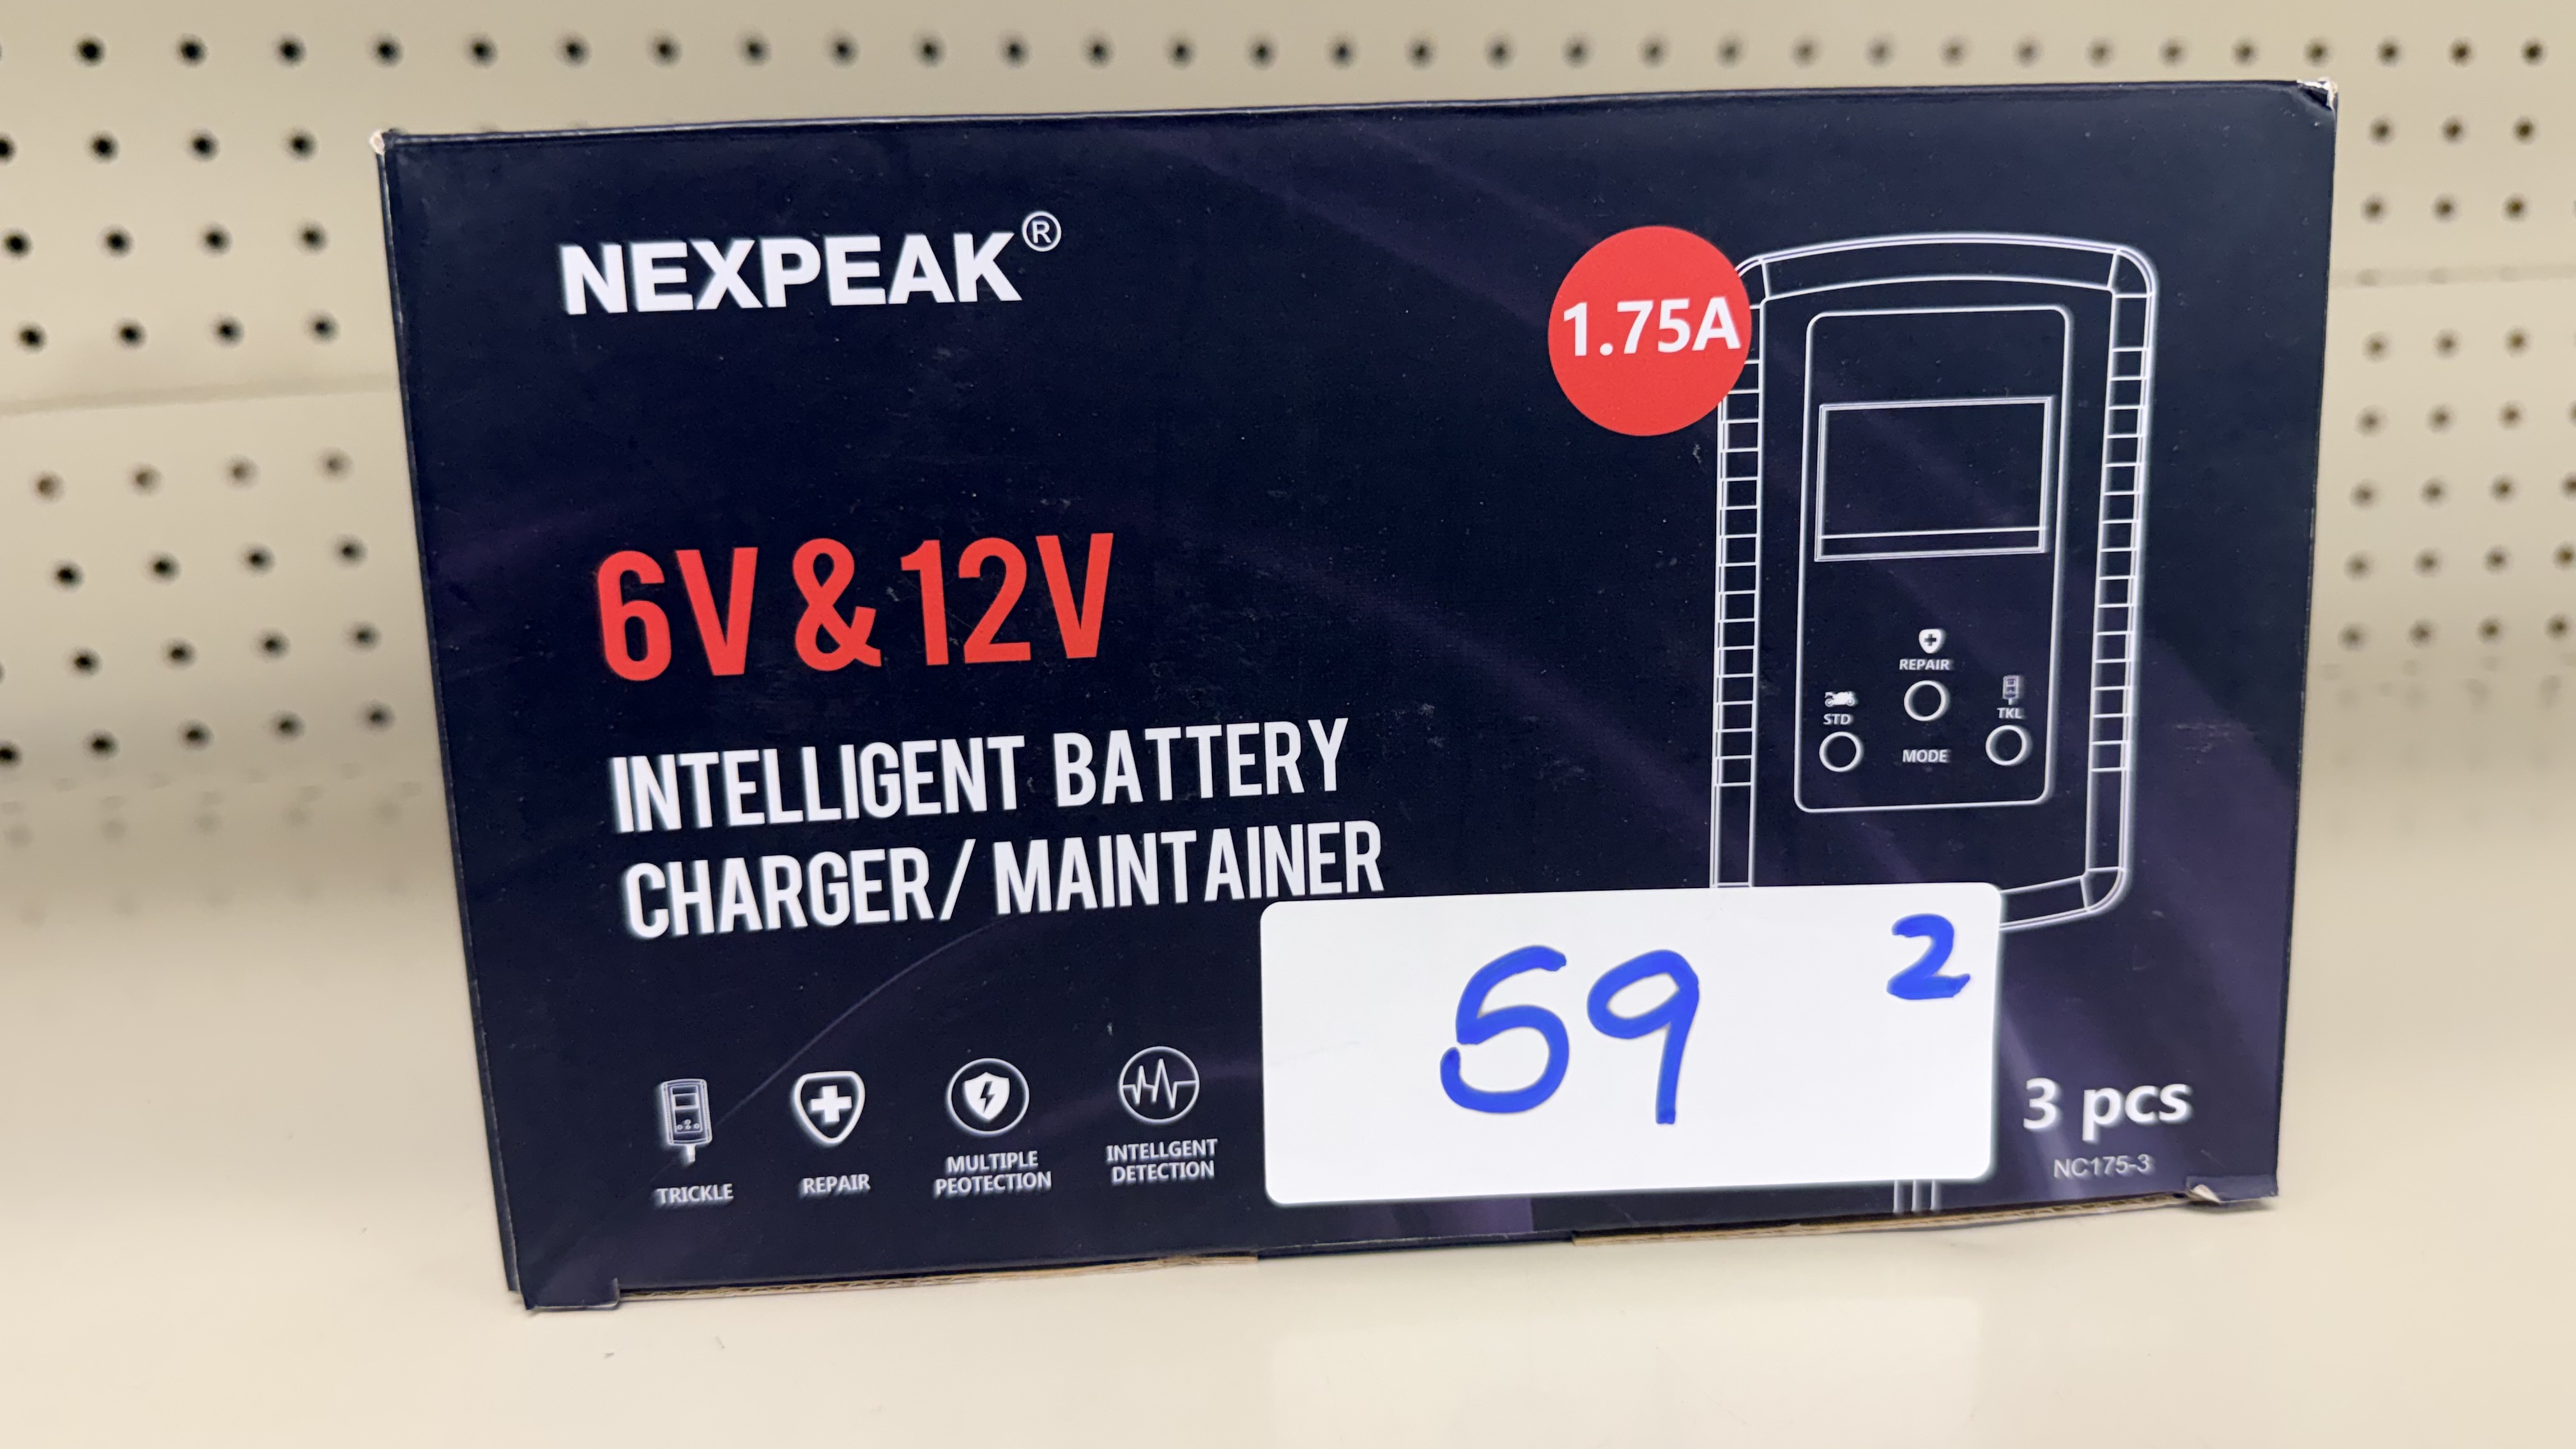 NEXPEAK®
1.75A
6V & 12V
INTELLIGENT BATTERY
CHARGER / MAINTAINER
REPAIR
STD
TKL
MODE
59 2
TRICKLE
REPAIR
MULTIPLE
PEOTECTION
INTELLGENT
DETECTION
3 pcs
NC175-3